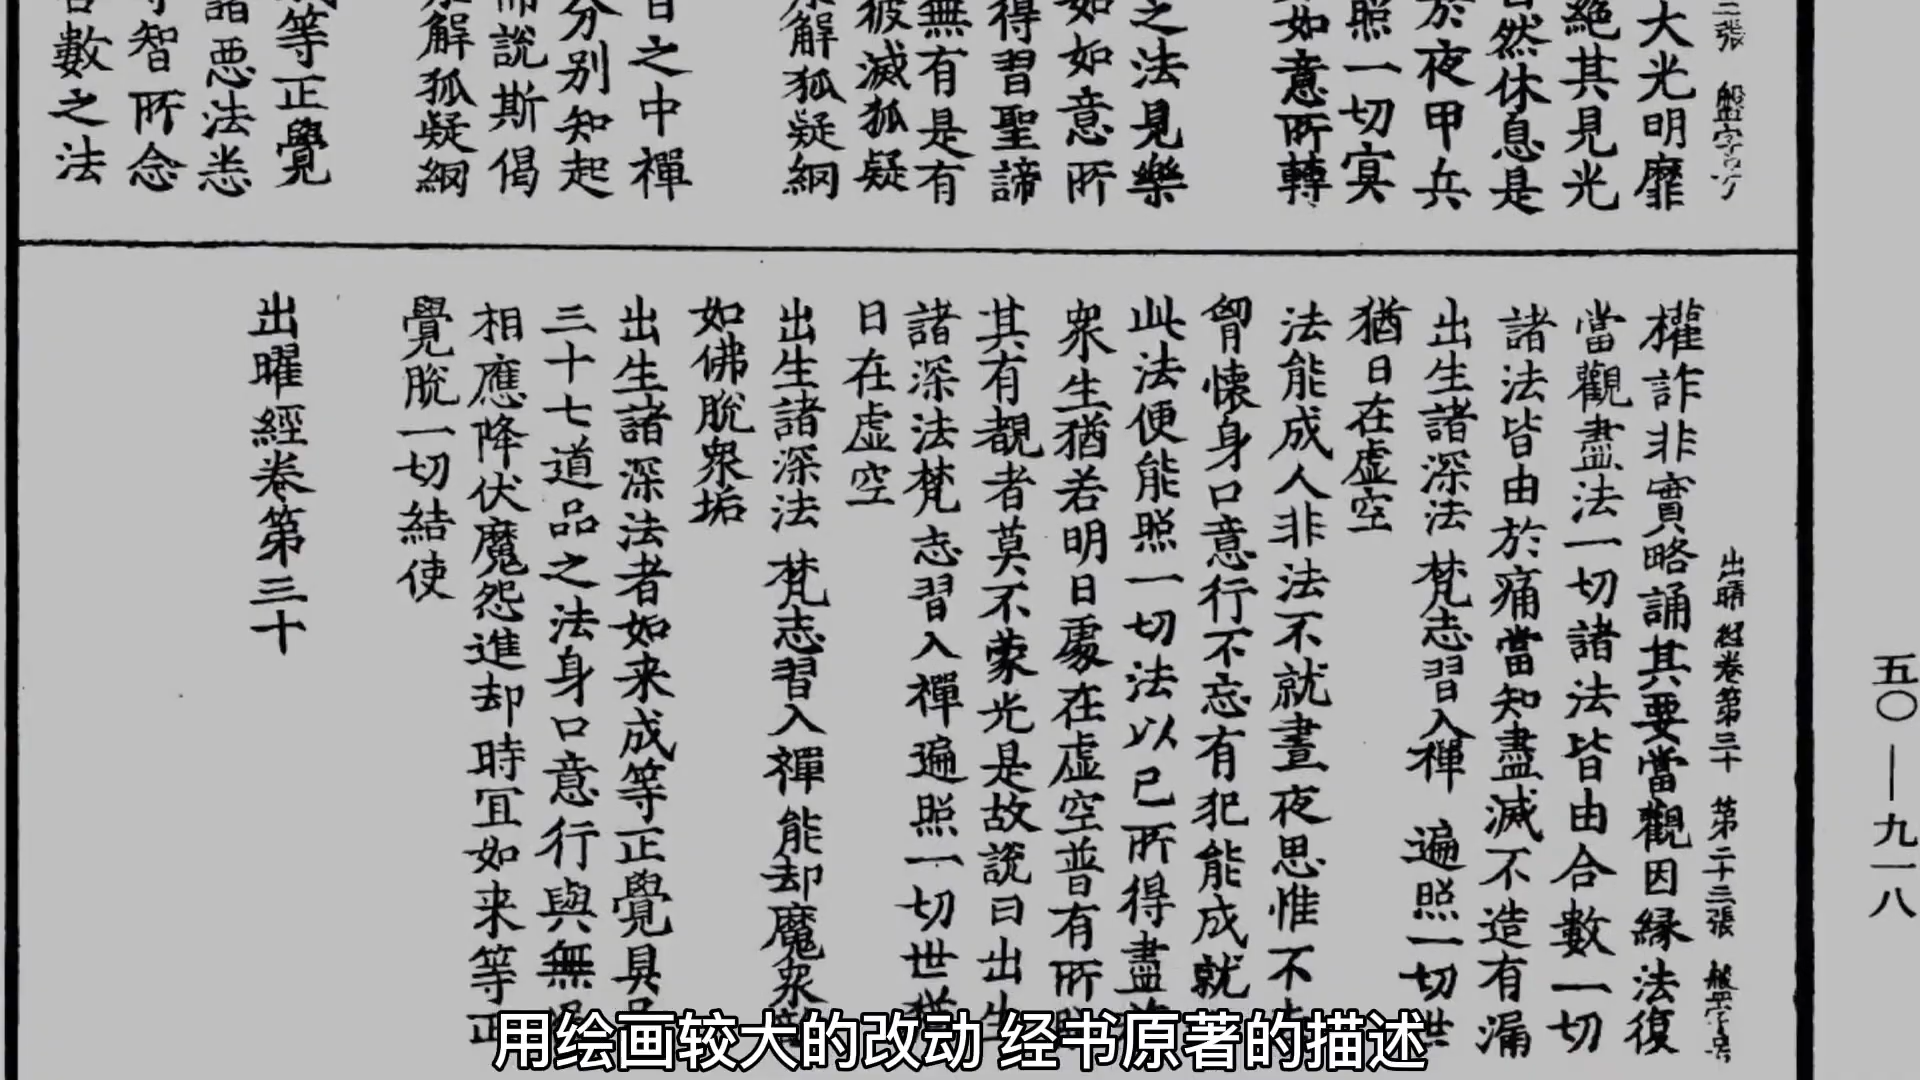 大光明靡
絕其見光
然休息是
於夜甲兵
照一切冥
如意所轉
之法見樂
如如意所
得習聖諦
無有是有
彼滅狐疑
解狐疑網
日之中禪
分別知起
而說斯偈
解狐疑網
等正覺
諸惡法悉
智所念
數之法
出曜經卷第三十 第二十三張 般字号
權詐非實略誦其要當觀因緣法復
當觀盡法一切諸法皆由合數一切
諸法皆由於痛當知盡滅不造有漏
出生諸深法 梵志習入禪 遍照一切世
猶日在虛空
法能成人非法不就晝夜思惟不
胷懷身口意行不忘有犯能成就
此法便能照一切法以已所得盡
眾生猶若明日處在虛空普有所
其有覩者莫不蒙光是故說曰出生
諸深法梵志習入禪遍照一切世猶
日在虛空
出生諸深法 梵志習入禪 能却魔眾
如佛脫眾垢
出生諸深法者如来成等正覺具
三十七道品之法身口意行與無
相應降伏魔怨進却時宜如来等正
覺脫一切結使
出曜經卷第三十
五〇—九一八
用绘画较大的改动 经书原著的描述